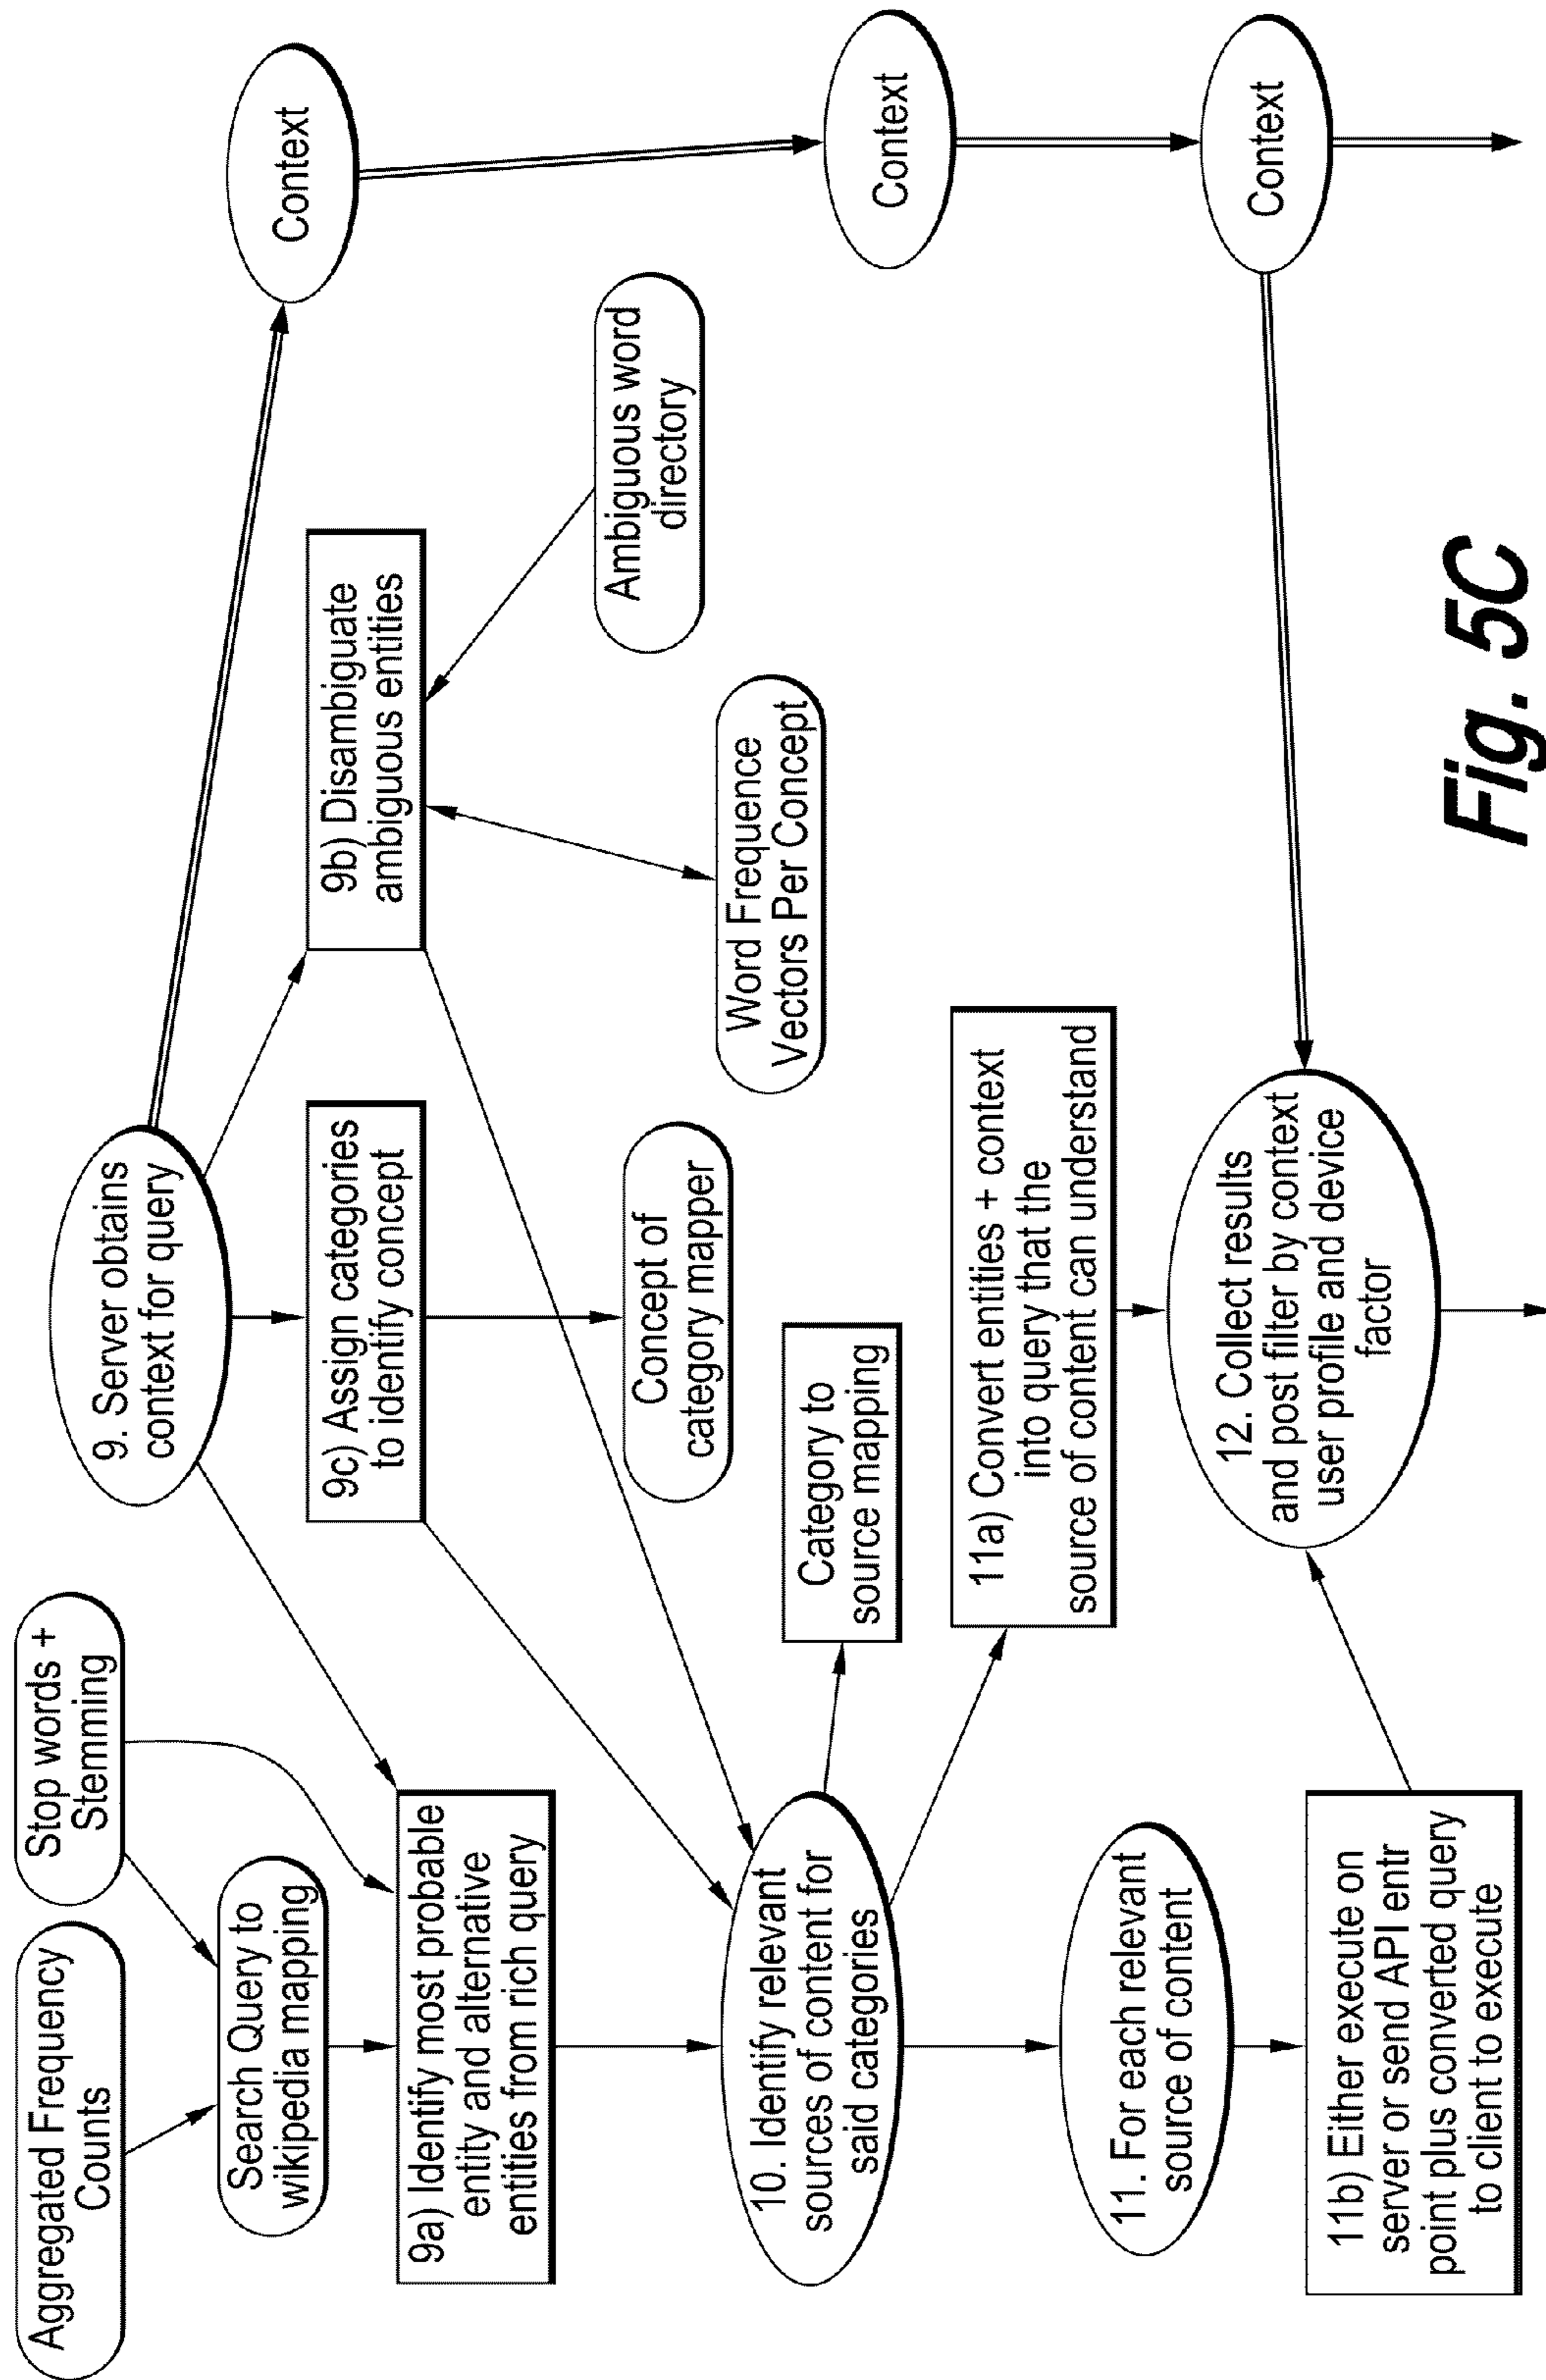 Aggregated Frequency
Counts
Stop words +
Stemming
Search Query to
wikipedia mapping
9. Server obtains
context for query
Context
9a) Identify most probable
entity and alternative
entities from rich query
9c) Assign categories
to identify concept
9b) Disambiguate
ambiguous entities
Concept of
category mapper
Ambiguous word
directory
Word Frequence
Vectors Per Concept
10. Identify relevant
sources of content for
said categories
Category to
source mapping
Context
11a) Convert entities + context
into query that the
source of content can understand
11. For each relevant
source of content
11b) Either execute on
server or send API entr
point plus converted query
to client to execute
12. Collect results
and post filter by context
user profile and device
factor
Context
Fig. 5C